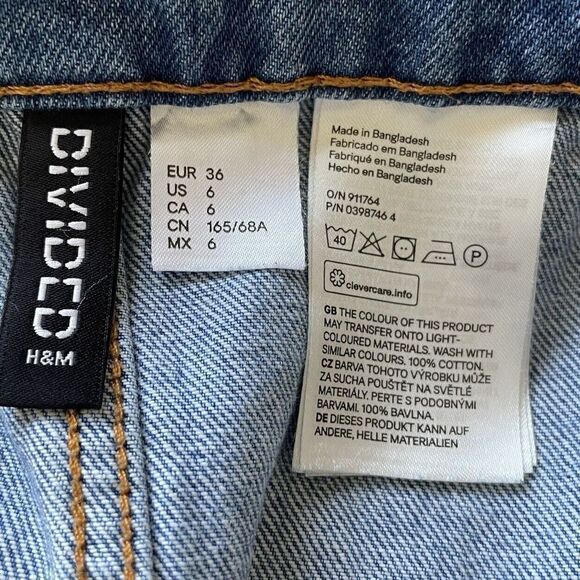 DIVIDED
H&M
EUR 36
US 6
CA 6
CN 165/68A
MX 6
Made in Bangladesh
Fabricado em Bangladesh
Fabriqué en Bangladesh
Hecho en Bangladesh
O/N 911764
P/N 0398746 4
40
P
clevercare.info
GB THE COLOUR OF THIS PRODUCT
MAY TRANSFER ONTO LIGHT-
COLOURED MATERIALS. WASH WITH
SIMILAR COLOURS. 100% COTTON.
CZ BARVA TOHOTO VÝROBKU MŮŽE
ZA SUCHA POUŠTĚT NA SVĚTLÉ
MATERIÁLY. PERTE S PODOBNÝMI
BARVAMI. 100% BAVLNA.
DE DIESES PRODUKT KANN AUF
ANDERE, HELLE MATERIALIEN